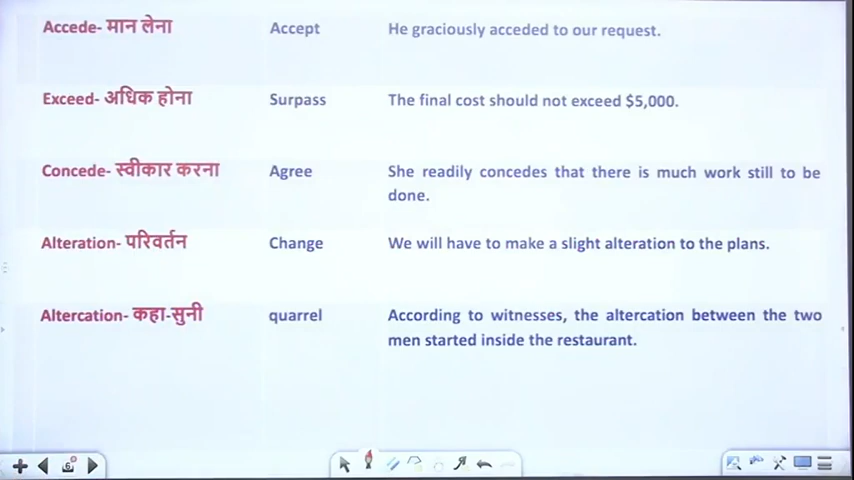 Accede- मान लेना Accept He graciously acceded to our request.
Exceed- अधिक होना Surpass The final cost should not exceed $5,000.
Concede- स्वीकार करना Agree She readily concedes that there is much work still to be
done.
Alteration- परिवर्तन Change We will have to make a slight alteration to the plans.
Altercation- कहा-सुनी quarrel According to witnesses, the altercation between the two
men started inside the restaurant.
6